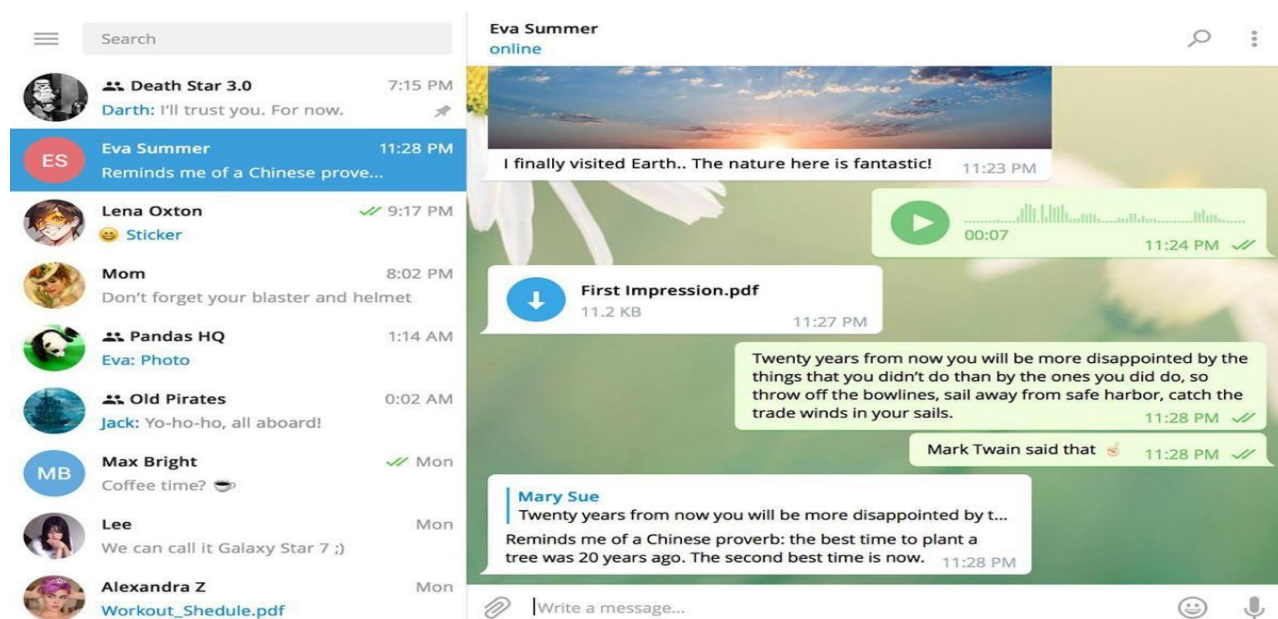 Search
Death Star 3.0 7:15 PM
Darth: I'll trust you. For now.
ES
Eva Summer 11:28 PM
Reminds me of a Chinese prove...
Lena Oxton 9:17 PM
Sticker
Mom 8:02 PM
Don't forget your blaster and helmet
Pandas HQ 1:14 AM
Eva: Photo
Old Pirates 0:02 AM
Jack: Yo-ho-ho, all aboard!
MB
Max Bright Mon
Coffee time? ☕
Lee Mon
We can call it Galaxy Star 7 ;)
Alexandra Z Mon
Workout_Shedule.pdf
Eva Summer
online
I finally visited Earth.. The nature here is fantastic! 11:23 PM
00:07
11:24 PM
First Impression.pdf
11.2 KB
11:27 PM
Twenty years from now you will be more disappointed by the
things that you didn't do than by the ones you did do, so
throw off the bowlines, sail away from safe harbor, catch the
trade winds in your sails. 11:28 PM
Mark Twain said that ☝ 11:28 PM
Mary Sue
Twenty years from now you will be more disappointed by t...
Reminds me of a Chinese proverb: the best time to plant a
tree was 20 years ago. The second best time is now. 11:28 PM
Write a message...